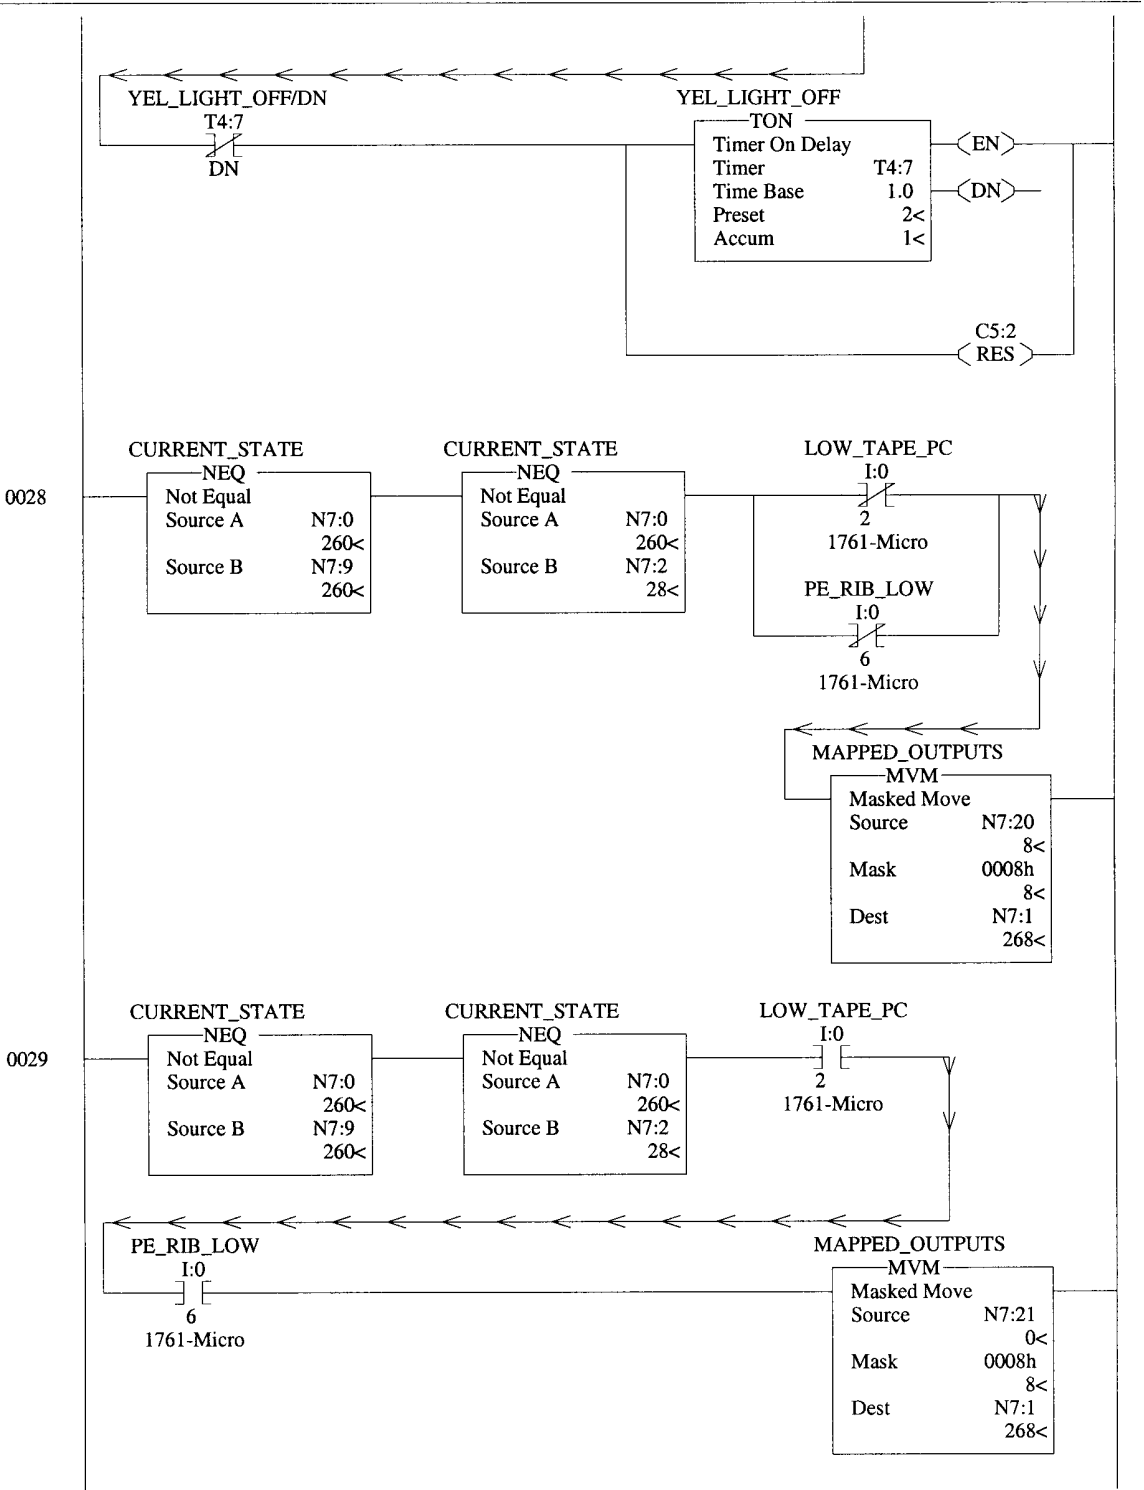 YEL_LIGHT_OFF/DN
T4:7
DN
YEL_LIGHT_OFF
TON
Timer On Delay
Timer T4:7
Time Base 1.0
Preset 2<
Accum 1<
EN
DN
C5:2
RES
0028
CURRENT_STATE
NEQ
Not Equal
Source A N7:0
260<
Source B N7:9
260<
CURRENT_STATE
NEQ
Not Equal
Source A N7:0
260<
Source B N7:2
28<
LOW_TAPE_PC
I:0
2
1761-Micro
PE_RIB_LOW
I:0
6
1761-Micro
MAPPED_OUTPUTS
MVM
Masked Move
Source N7:20
8<
Mask 0008h
8<
Dest N7:1
268<
0029
CURRENT_STATE
NEQ
Not Equal
Source A N7:0
260<
Source B N7:9
260<
CURRENT_STATE
NEQ
Not Equal
Source A N7:0
260<
Source B N7:2
28<
LOW_TAPE_PC
I:0
2
1761-Micro
PE_RIB_LOW
I:0
6
1761-Micro
MAPPED_OUTPUTS
MVM
Masked Move
Source N7:21
0<
Mask 0008h
8<
Dest N7:1
268<